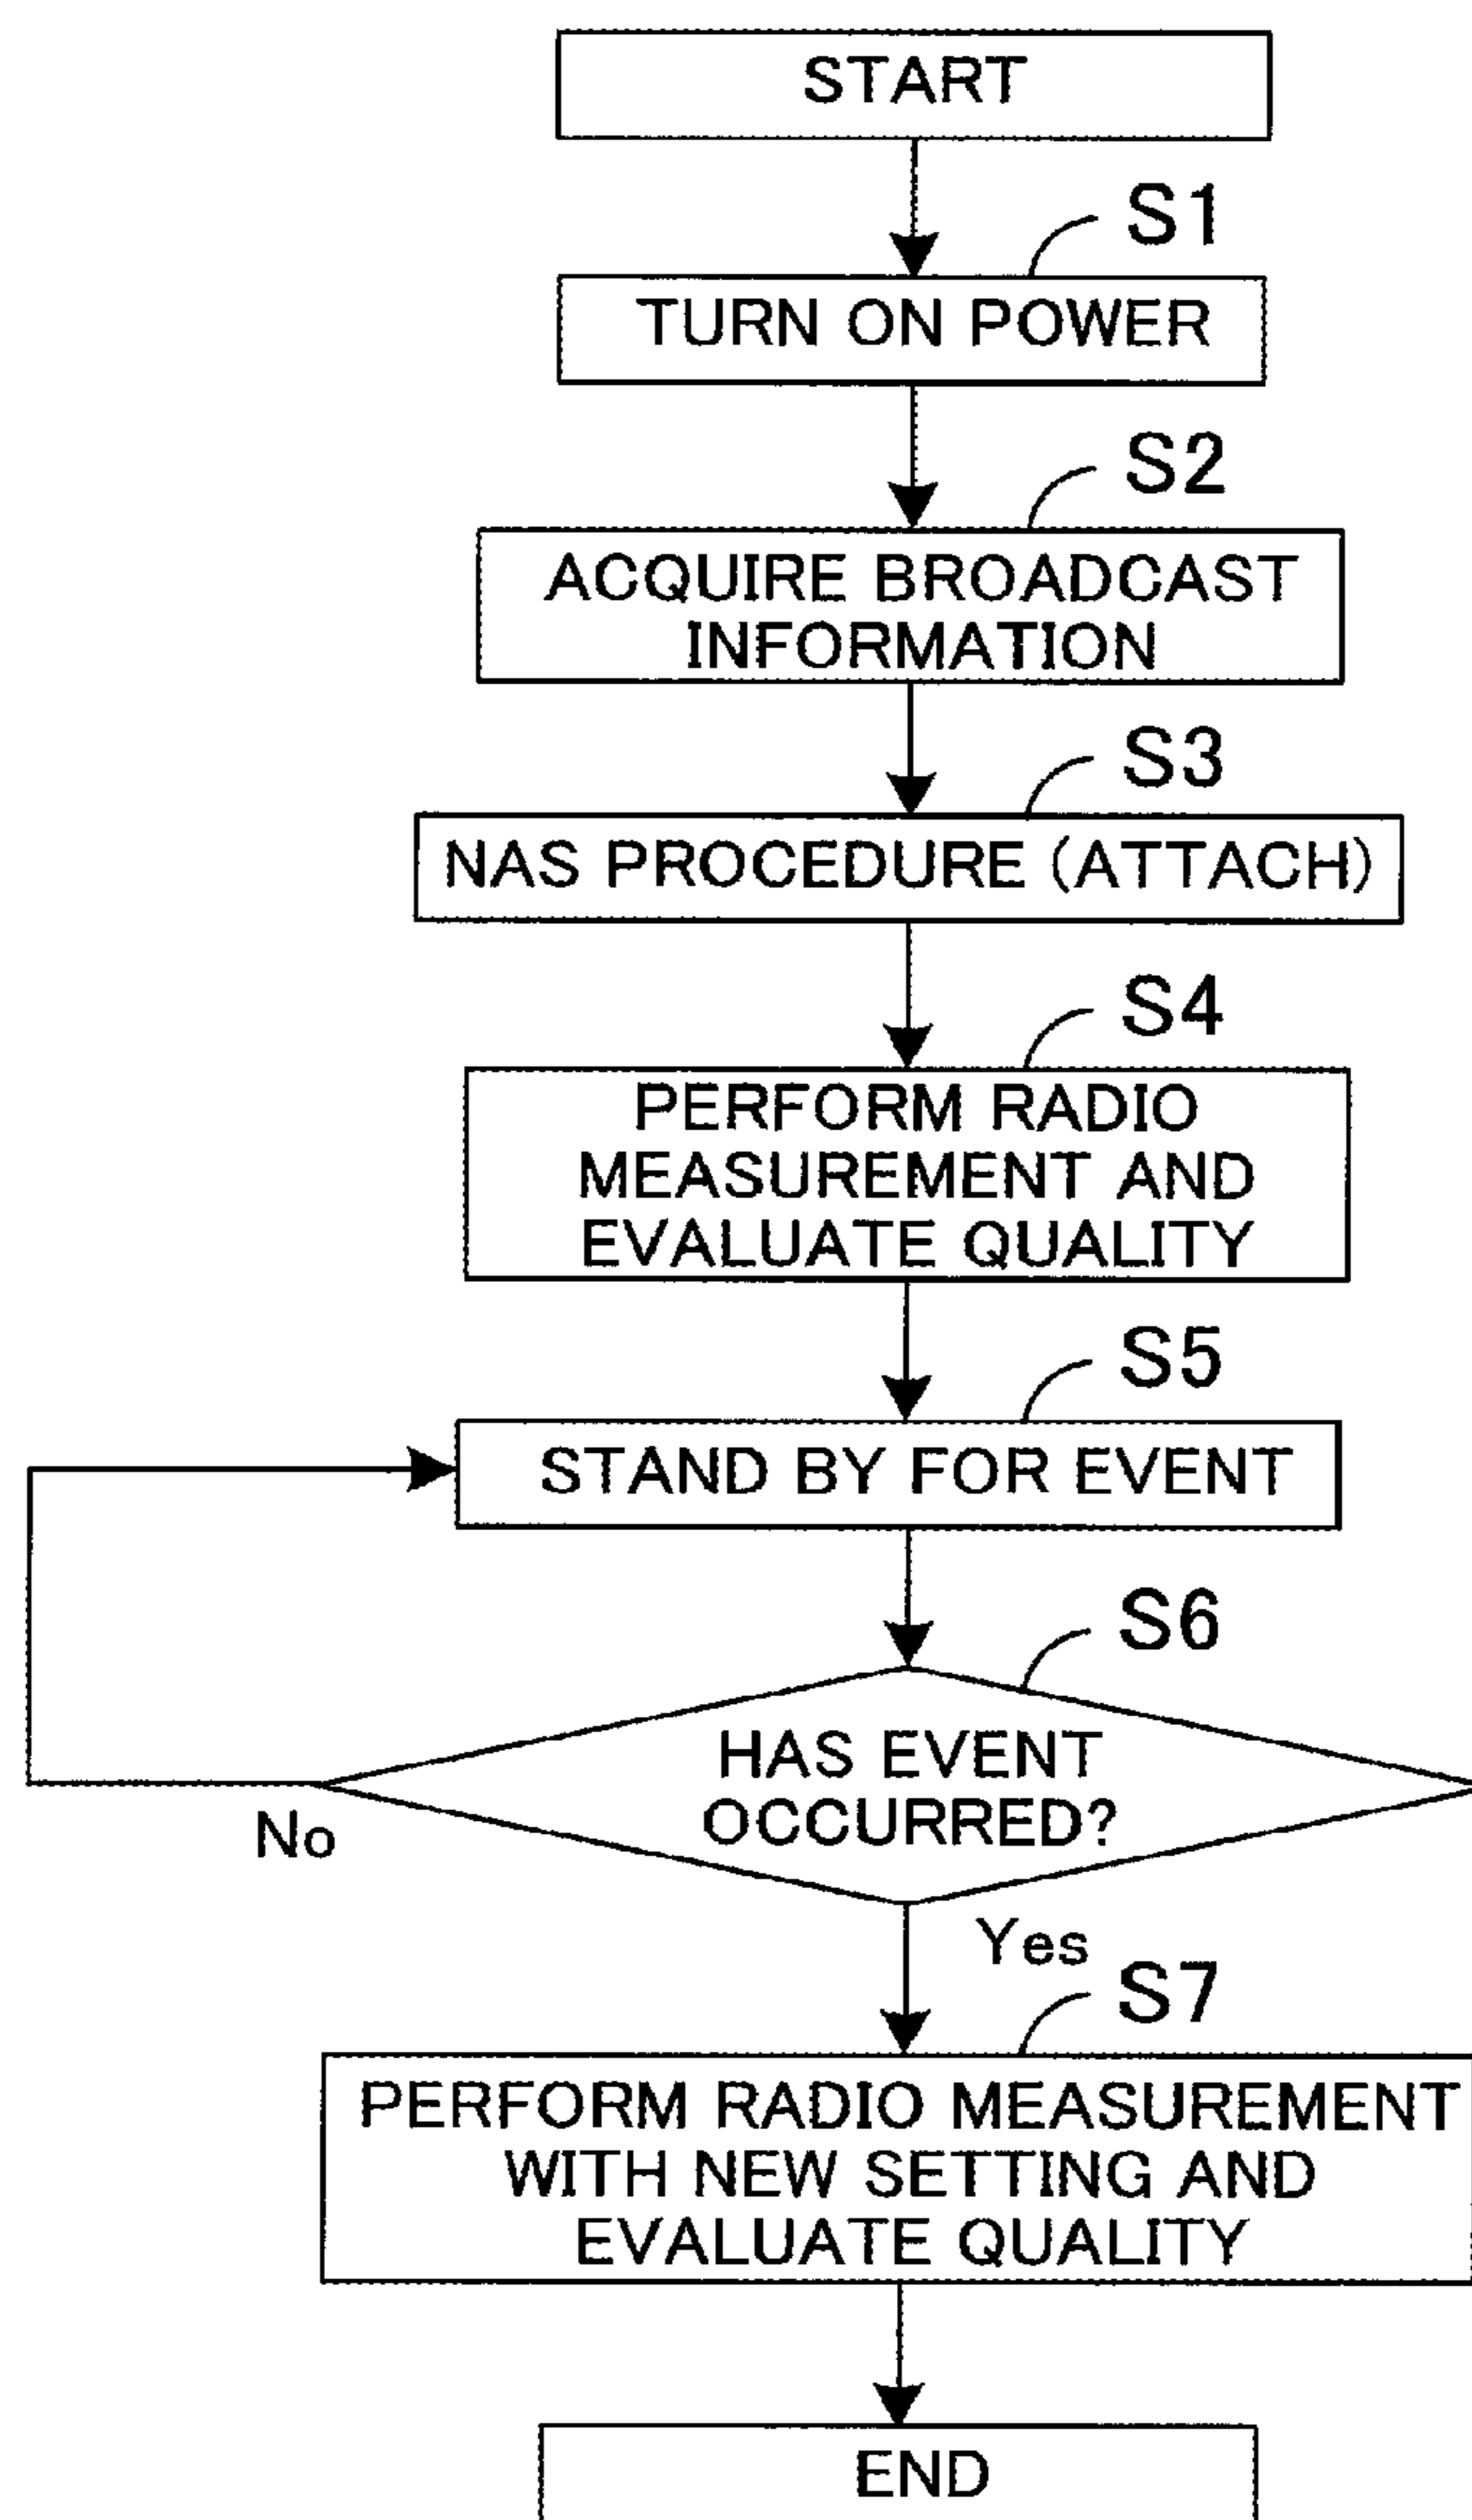 START
S1
TURN ON POWER
S2
ACQUIRE BROADCAST
INFORMATION
S3
NAS PROCEDURE (ATTACH)
S4
PERFORM RADIO
MEASUREMENT AND
EVALUATE QUALITY
S5
STAND BY FOR EVENT
S6
HAS EVENT
OCCURRED?
No
Yes
S7
PERFORM RADIO MEASUREMENT
WITH NEW SETTING AND
EVALUATE QUALITY
END